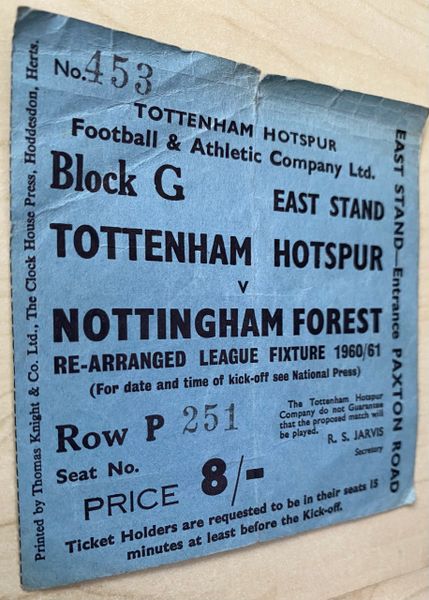 No. 453
TOTTENHAM HOTSPUR
Football & Athletic Company Ltd.
Block G
EAST STAND
TOTTENHAM HOTSPUR
v
NOTTINGHAM FOREST
RE-ARRANGED LEAGUE FIXTURE 1960/61
(For date and time of kick-off see National Press)
Row P 251
Seat No.
The Tottenham Hotspur
Company do not Guarantee
that the proposed match will
be played.
R. S. JARVIS
Secretary
PRICE 8/-
Ticket Holders are requested to be in their seats 15
minutes at least before the Kick-off.
EAST STAND—Entrance PAXTON ROAD
Printed by Thomas Knight & Co. Ltd., The Clock House Press, Hoddesdon, Herts.